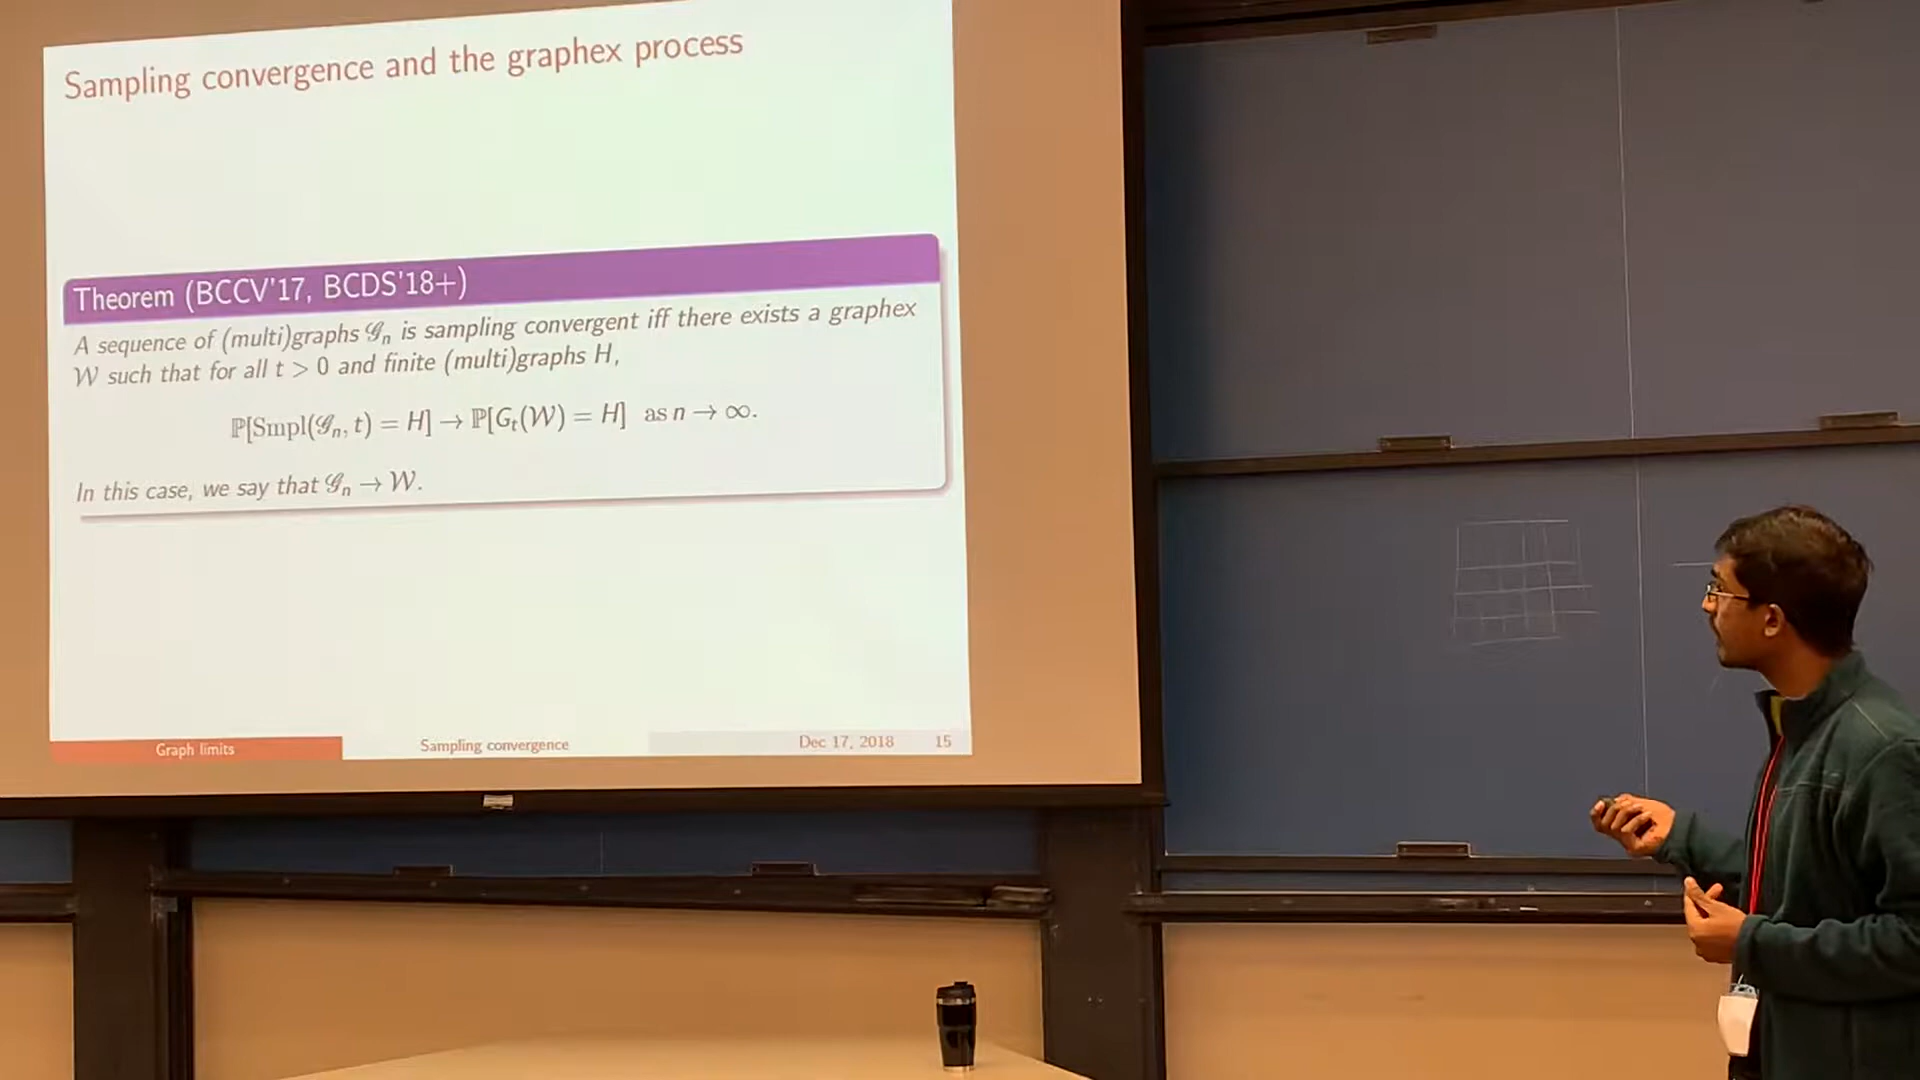 Sampling convergence and the graphex process
Theorem (BCCV'17, BCDS'18+)
A sequence of (multi)graphs 𝒢ₙ is sampling convergent iff there exists a graphex
𝒲 such that for all t > 0 and finite (multi)graphs H,
ℙ[Smpl(𝒢ₙ, t) = H] → ℙ[Gₜ(𝒲) = H] as n → ∞.
In this case, we say that 𝒢ₙ → 𝒲.
Graph limits
Sampling convergence
Dec 17, 2018 15